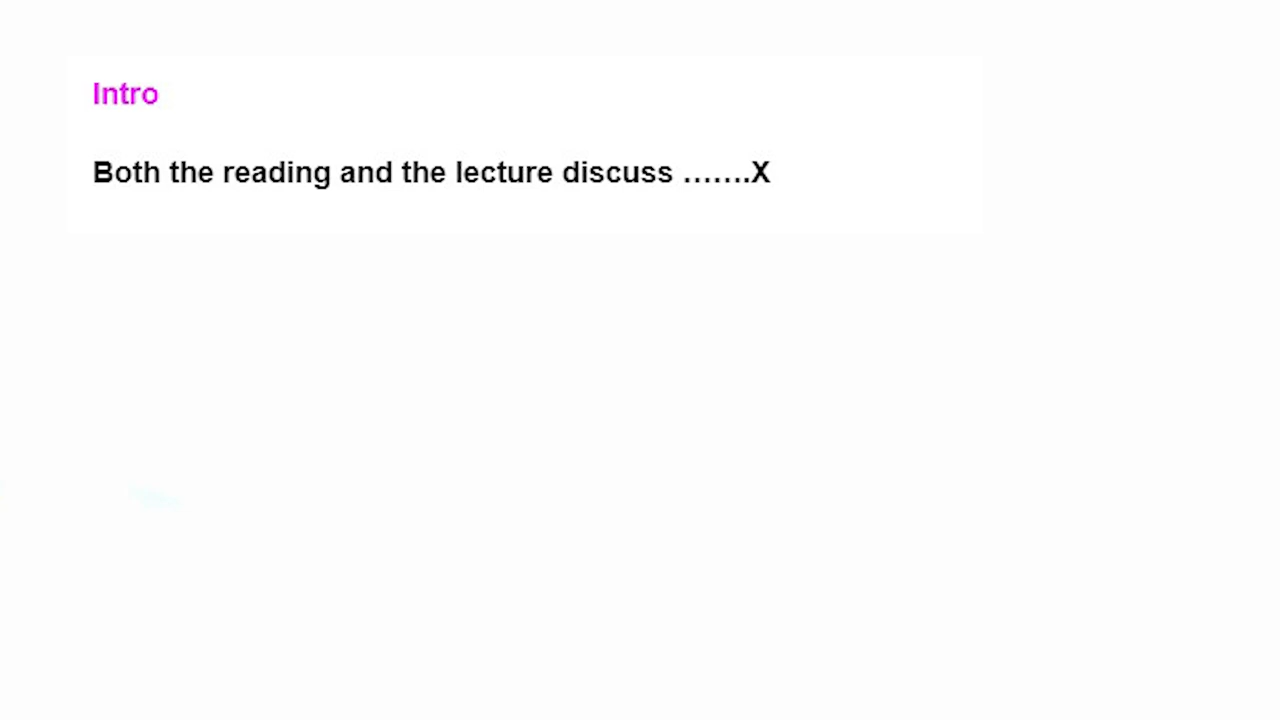 Intro
Both the reading and the lecture discuss …….X